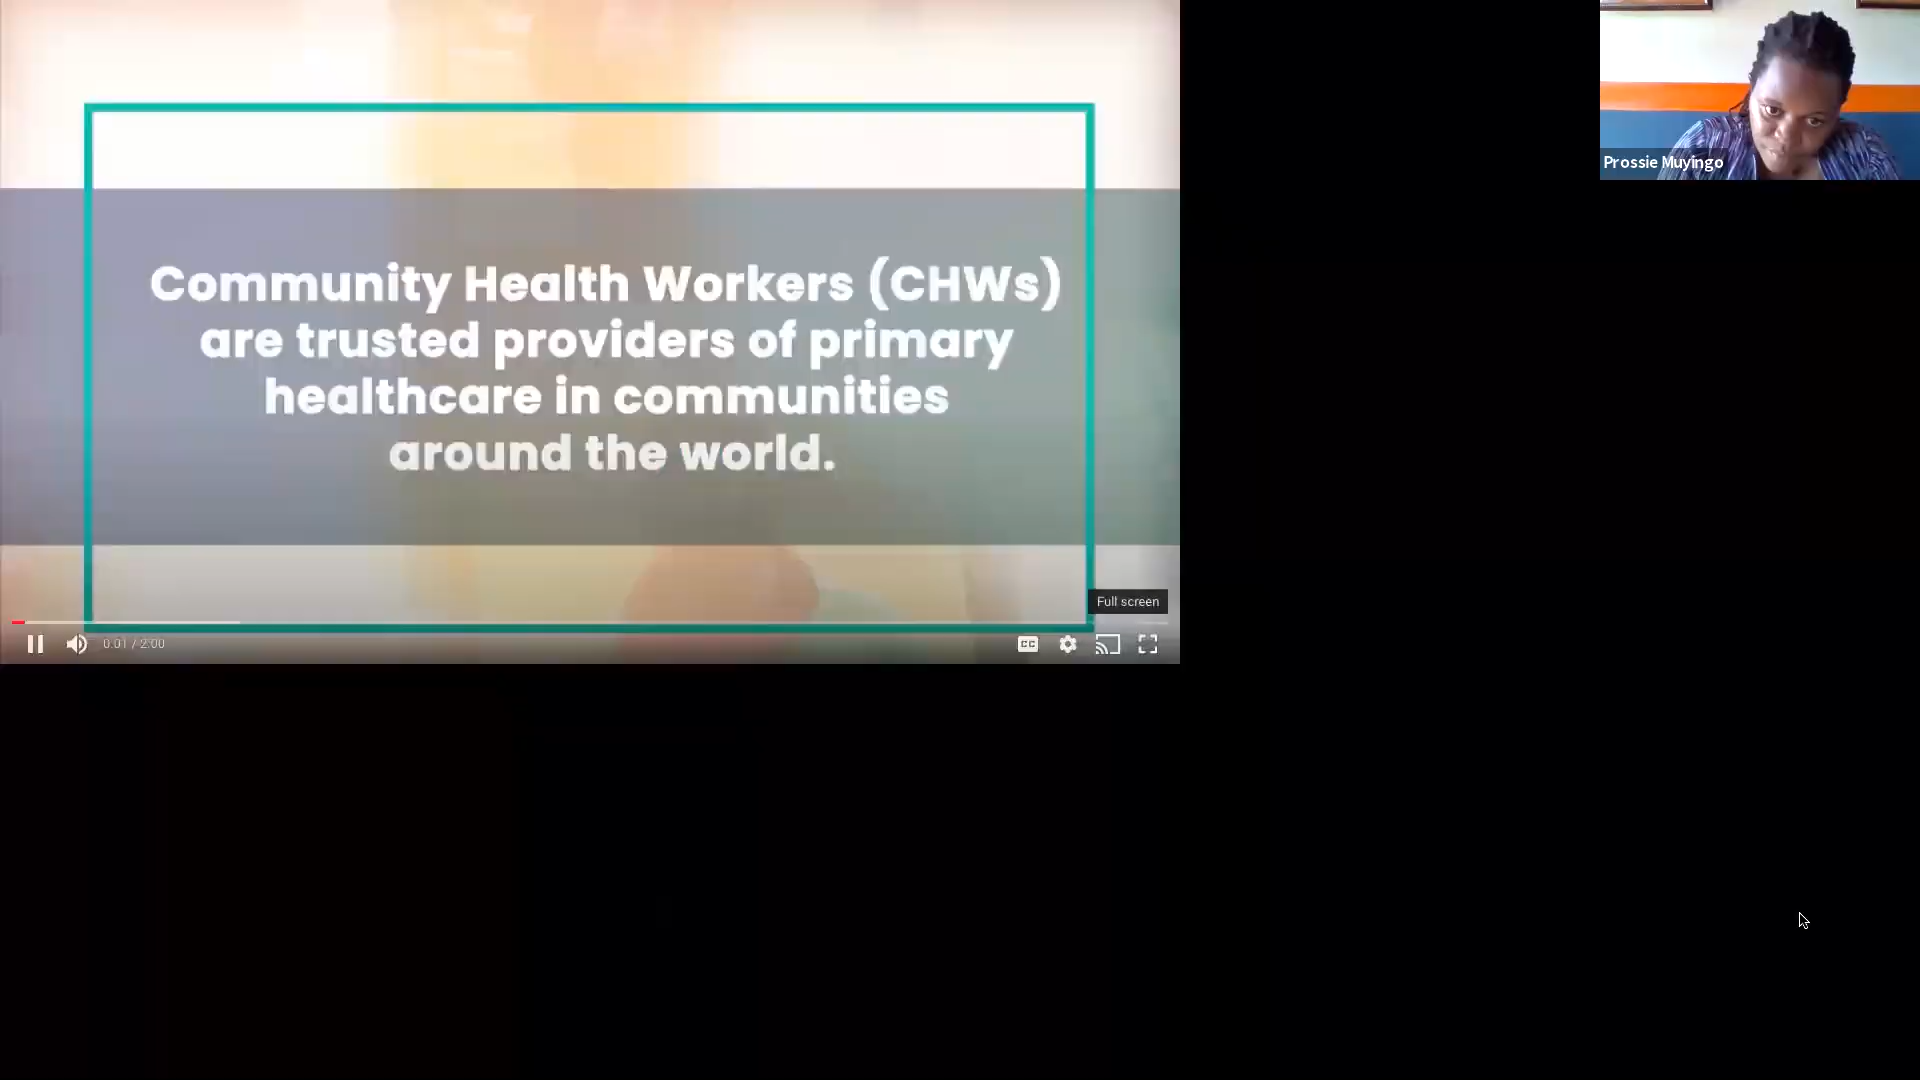 Community Health Workers (CHWs)
are trusted providers of primary
healthcare in communities
around the world.
Full screen
0:01 / 2:00
CC
Prossie Muyingo